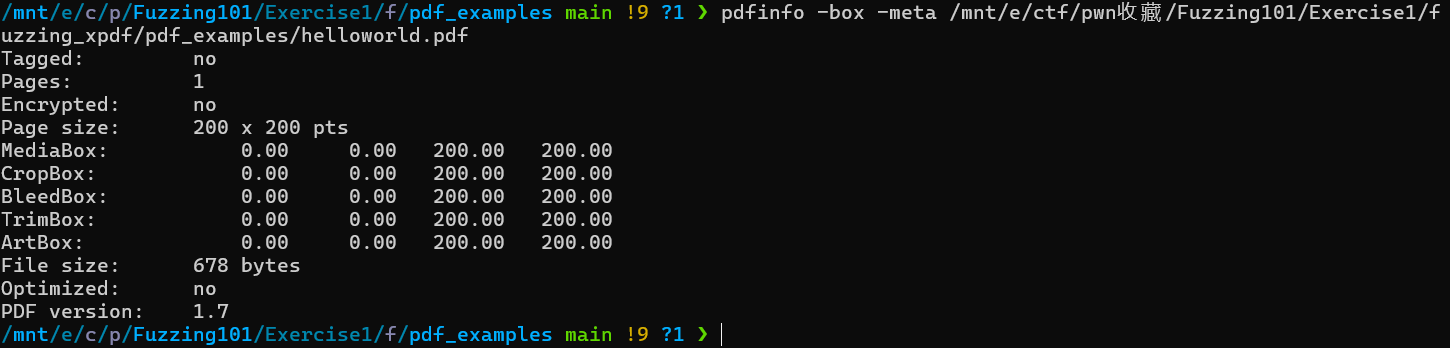 /mnt/e/c/p/Fuzzing101/Exercise1/f/pdf_examples main !9 ?1 ❯ pdfinfo -box -meta /mnt/e/ctf/pwn收藏/Fuzzing101/Exercise1/f
uzzing_xpdf/pdf_examples/helloworld.pdf
Tagged:         no
Pages:          1
Encrypted:      no
Page size:      200 x 200 pts
MediaBox:           0.00     0.00   200.00   200.00
CropBox:            0.00     0.00   200.00   200.00
BleedBox:           0.00     0.00   200.00   200.00
TrimBox:            0.00     0.00   200.00   200.00
ArtBox:             0.00     0.00   200.00   200.00
File size:      678 bytes
Optimized:      no
PDF version:    1.7
/mnt/e/c/p/Fuzzing101/Exercise1/f/pdf_examples main !9 ?1 ❯